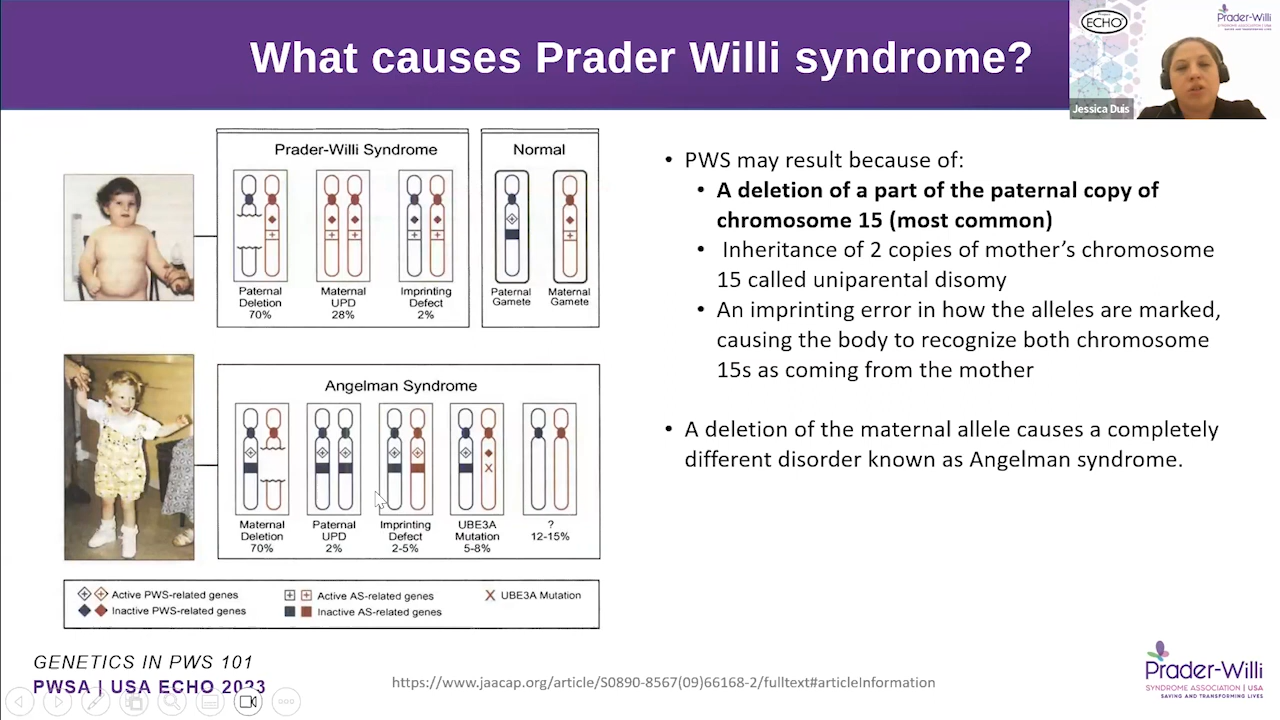 What causes Prader Willi syndrome?
ECHO
Prader-Willi
Jessica Duis
Prader-Willi Syndrome
Normal
Paternal
Deletion
70%
Maternal
UPD
28%
Imprinting
Defect
2%
Paternal
Gamete
Maternal
Gamete
Angelman Syndrome
Maternal
Deletion
70%
Paternal
UPD
2%
Imprinting
Defect
2-5%
UBE3A
Mutation
5-8%
?
12-15%
Active PWS-related genes
Inactive PWS-related genes
Active AS-related genes
Inactive AS-related genes
X UBE3A Mutation
• PWS may result because of:
• A deletion of a part of the paternal copy of
chromosome 15 (most common)
• Inheritance of 2 copies of mother's chromosome
15 called uniparental disomy
• An imprinting error in how the alleles are marked,
causing the body to recognize both chromosome
15s as coming from the mother
• A deletion of the maternal allele causes a completely
different disorder known as Angelman syndrome.
GENETICS IN PWS 101
PWSA | USA ECHO 2023
https://www.jaacap.org/article/S0890-8567(09)66168-2/fulltext#articleInformation
Prader-Willi
SYNDROME ASSOCIATION | USA
SAVING AND TRANSFORMING LIVES